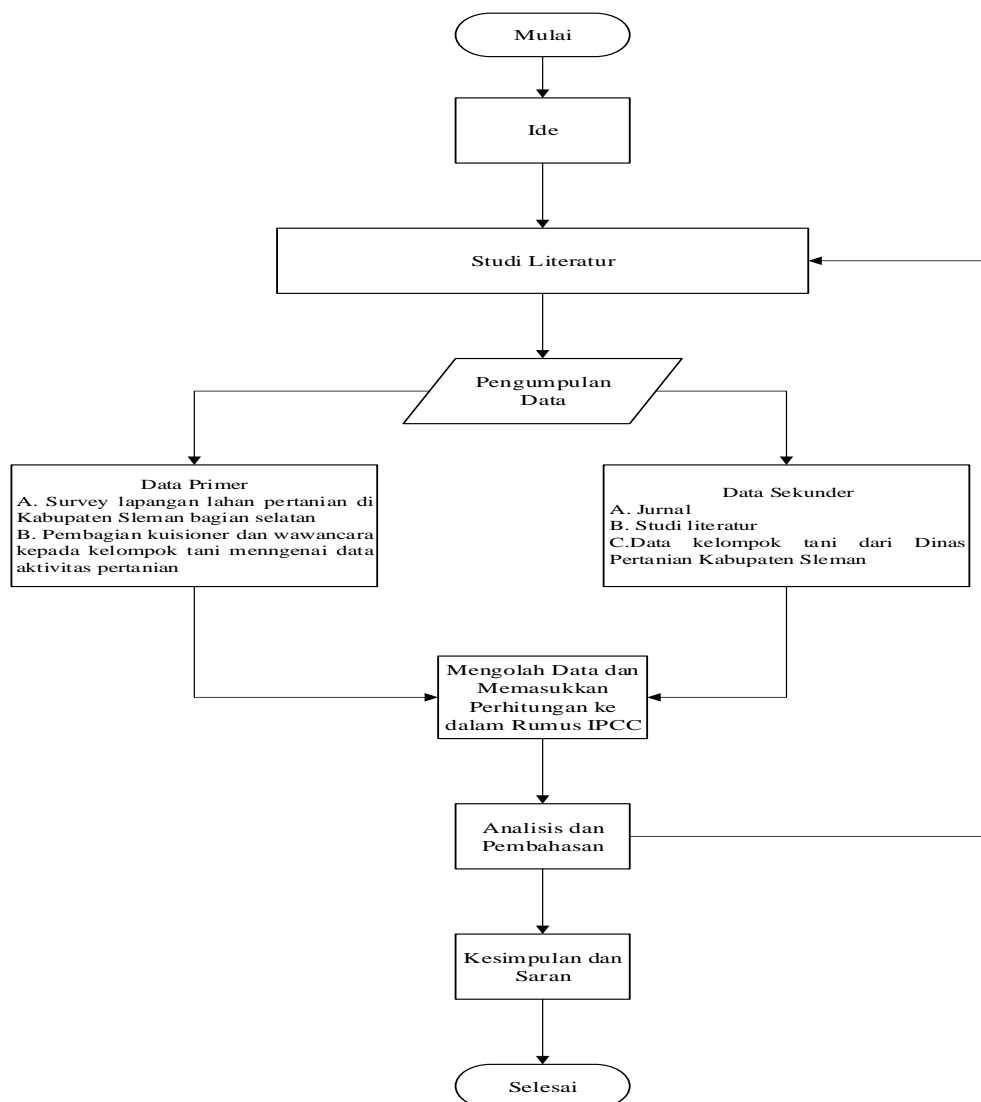 Mulai
Ide
Studi Literatur
Pengumpulan
Data
Data Primer
A. Survey lapangan lahan pertanian di
Kabupaten Sleman bagian selatan
B. Pembagian kuisioner dan wawancara
kepada kelompok tani menngenai data
aktivitas pertanian
Data Sekunder
A. Jurnal
B. Studi literatur
C.Data kelompok tani dari Dinas
Pertanian Kabupaten Sleman
Mengolah Data dan
Memasukkan
Perhitungan ke
dalam Rumus IPCC
Analisis dan
Pembahasan
Kesimpulan dan
Saran
Selesai